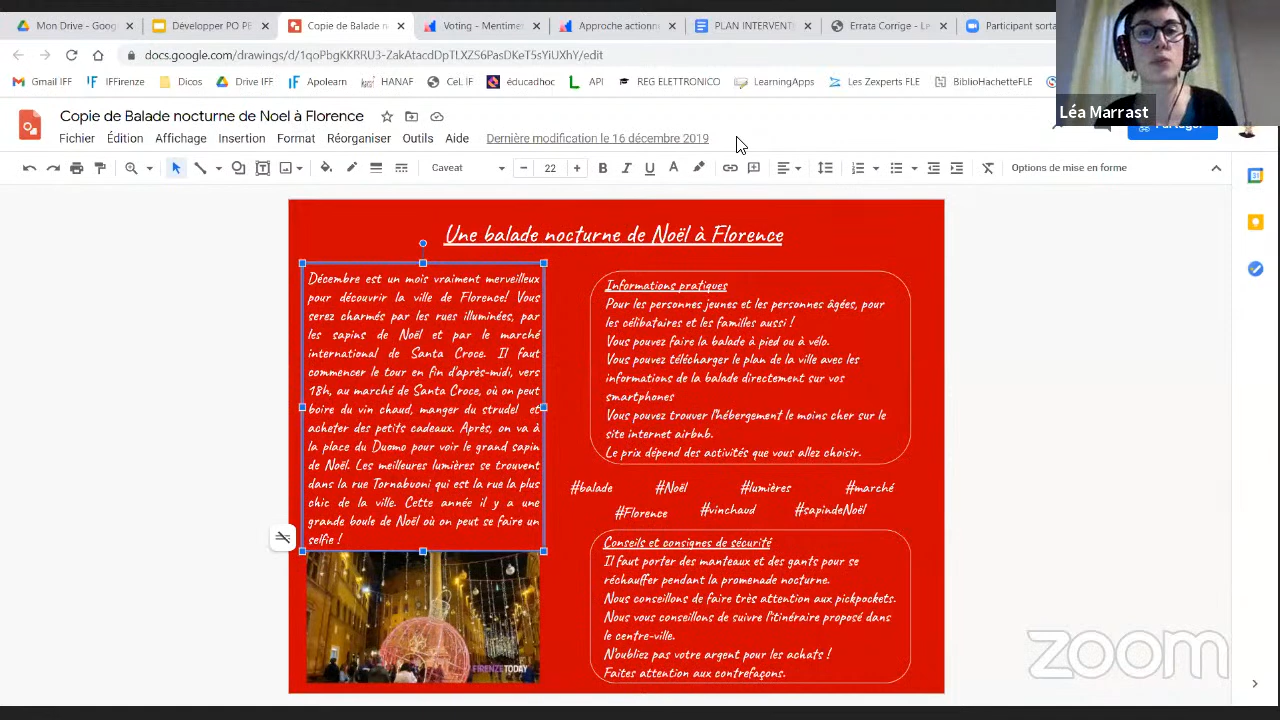 Mon Drive - Goog
Développer PO PE
Copie de Balade n
Voting - Mentimet
Approche actionn
PLAN INTERVENTI
Errata Corrige - Le
Participant sorta
docs.google.com/drawings/d/1qoPbgKKRRU3-ZakAtacdDpTLXZS6PasDKeT5sYiUXhY/edit
Gmail IFF
IFFirenze
Dicos
Drive IFF
Apolearn
HANAF
CeL IF
éducadhoc
API
REG ELETTRONICO
LearningApps
Les Zexperts FLE
BiblioHachetteFLE
Léa Marrast
Copie de Balade nocturne de Noel à Florence
Partager
Fichier Édition Affichage Insertion Format Réorganiser Outils Aide Dernière modification le 16 décembre 2019
Caveat
22
Options de mise en forme
Une balade nocturne de Noël à Florence
Décembre est un mois vraiment merveilleux
pour découvrir la ville de Florence! Vous
serez charmés par les rues illuminées, par
les sapins de Noël et par le marché
international de Santa Croce. Il faut
commencer le tour en fin d'après-midi, vers
18h, au marché de Santa Croce, où on peut
boire du vin chaud, manger du strudel et
acheter des petits cadeaux. Après, on va à
la place du Duomo pour voir le grand sapin
de Noël. Les meilleures lumières se trouvent
dans la rue Tornabuoni qui est la rue la plus
chic de la ville. Cette année il y a une
grande boule de Noël où on peut se faire un
selfie !
FIRENZETODAY
Informations pratiques
Pour les personnes jeunes et les personnes âgées, pour
les célibataires et les familles aussi !
Vous pouvez faire la balade à pied ou à vélo.
Vous pouvez télécharger le plan de la ville avec les
informations de la balade directement sur vos
smartphones
Vous pouvez trouver l'hébergement le moins cher sur le
site internet airbnb.
Le prix dépend des activités que vous allez choisir.
#balade #Noël #lumières #marché
#Florence #vinchaud #sapindeNoël
Conseils et consignes de sécurité
Il faut porter des manteaux et des gants pour se
réchauffer pendant la promenade nocturne.
Nous conseillons de faire très attention aux pickpockets.
Nous vous conseillons de suivre l'itinéraire proposé dans
le centre-ville.
N'oubliez pas votre argent pour les achats !
Faites attention aux contrefaçons.
zoom
31